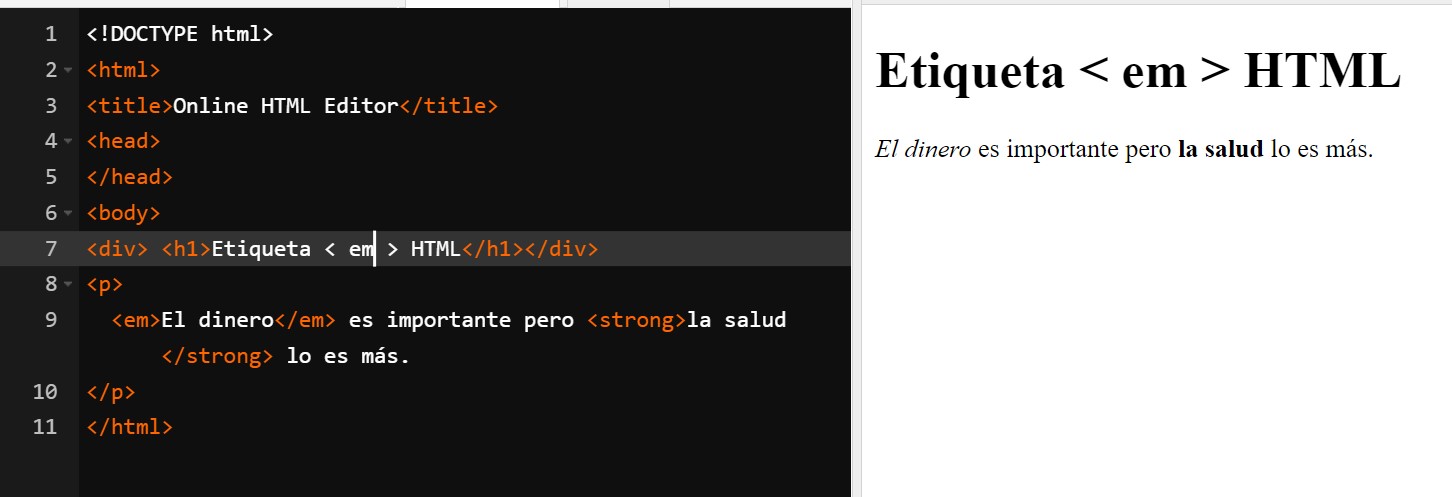 1 <!DOCTYPE html>
2 <html>
3 <title>Online HTML Editor</title>
4 <head>
5 </head>
6 <body>
7 <div> <h1>Etiqueta < em > HTML</h1></div>
8 <p>
9 <em>El dinero</em> es importante pero <strong>la salud
</strong> lo es más.
10 </p>
11 </html>
Etiqueta < em > HTML
El dinero es importante pero la salud lo es más.